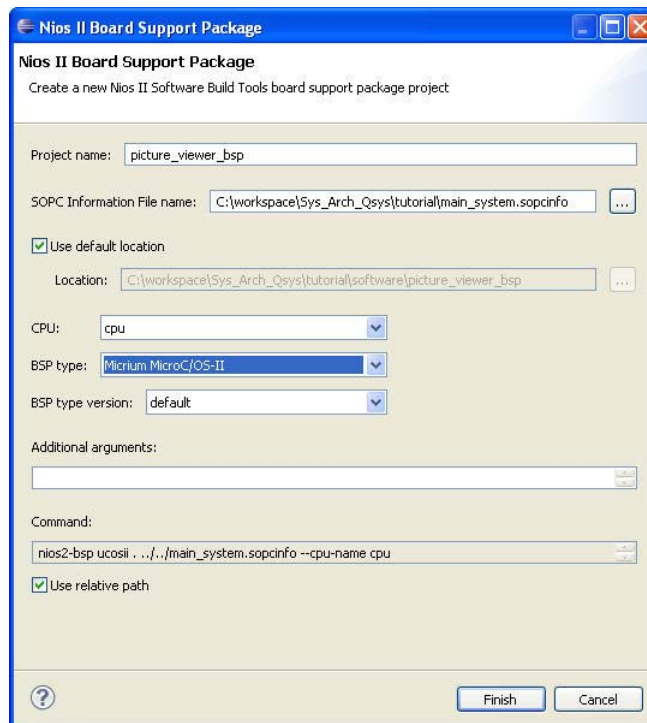 Nios II Board Support Package
Nios II Board Support Package
Create a new Nios II Software Build Tools board support package project
Project name: picture_viewer_bsp
SOPC Information File name: C:\workspace\Sys_Arch_Qsys\tutorial\main_system.sopcinfo ...
Use default location
Location: C:\workspace\Sys_Arch_Qsys\tutorial\software\picture_viewer_bsp ...
CPU: cpu
BSP type: Micrium MicroC/OS-II
BSP type version: default
Additional arguments:
Command:
nios2-bsp ucosii . ../../main_system.sopcinfo --cpu-name cpu
Use relative path
? Finish Cancel